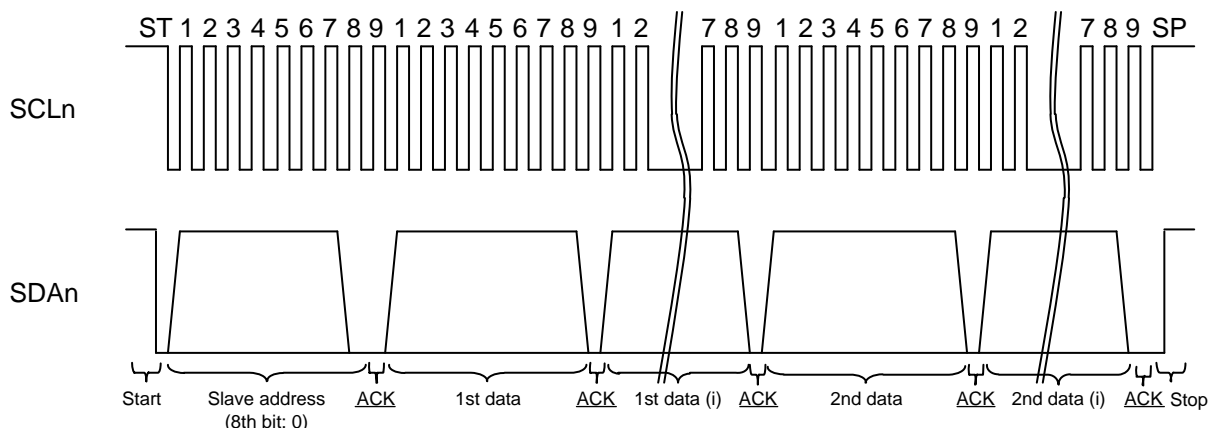 ST 1 2 3 4 5 6 7 8 9 1 2 3 4 5 6 7 8 9 1 2 7 8 9 1 2 3 4 5 6 7 8 9 1 2 7 8 9 SP
SCLn
SDAn
Start Slave address ACK 1st data ACK 1st data (i) ACK 2nd data ACK 2nd data (i) ACK Stop
(8th bit: 0)